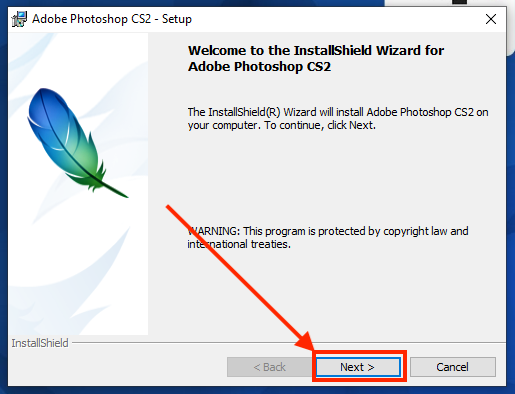 Adobe Photoshop CS2 - Setup
Welcome to the InstallShield Wizard for
Adobe Photoshop CS2
The InstallShield(R) Wizard will install Adobe Photoshop CS2 on
your computer. To continue, click Next.
WARNING: This program is protected by copyright law and
international treaties.
InstallShield
< Back
Next >
Cancel